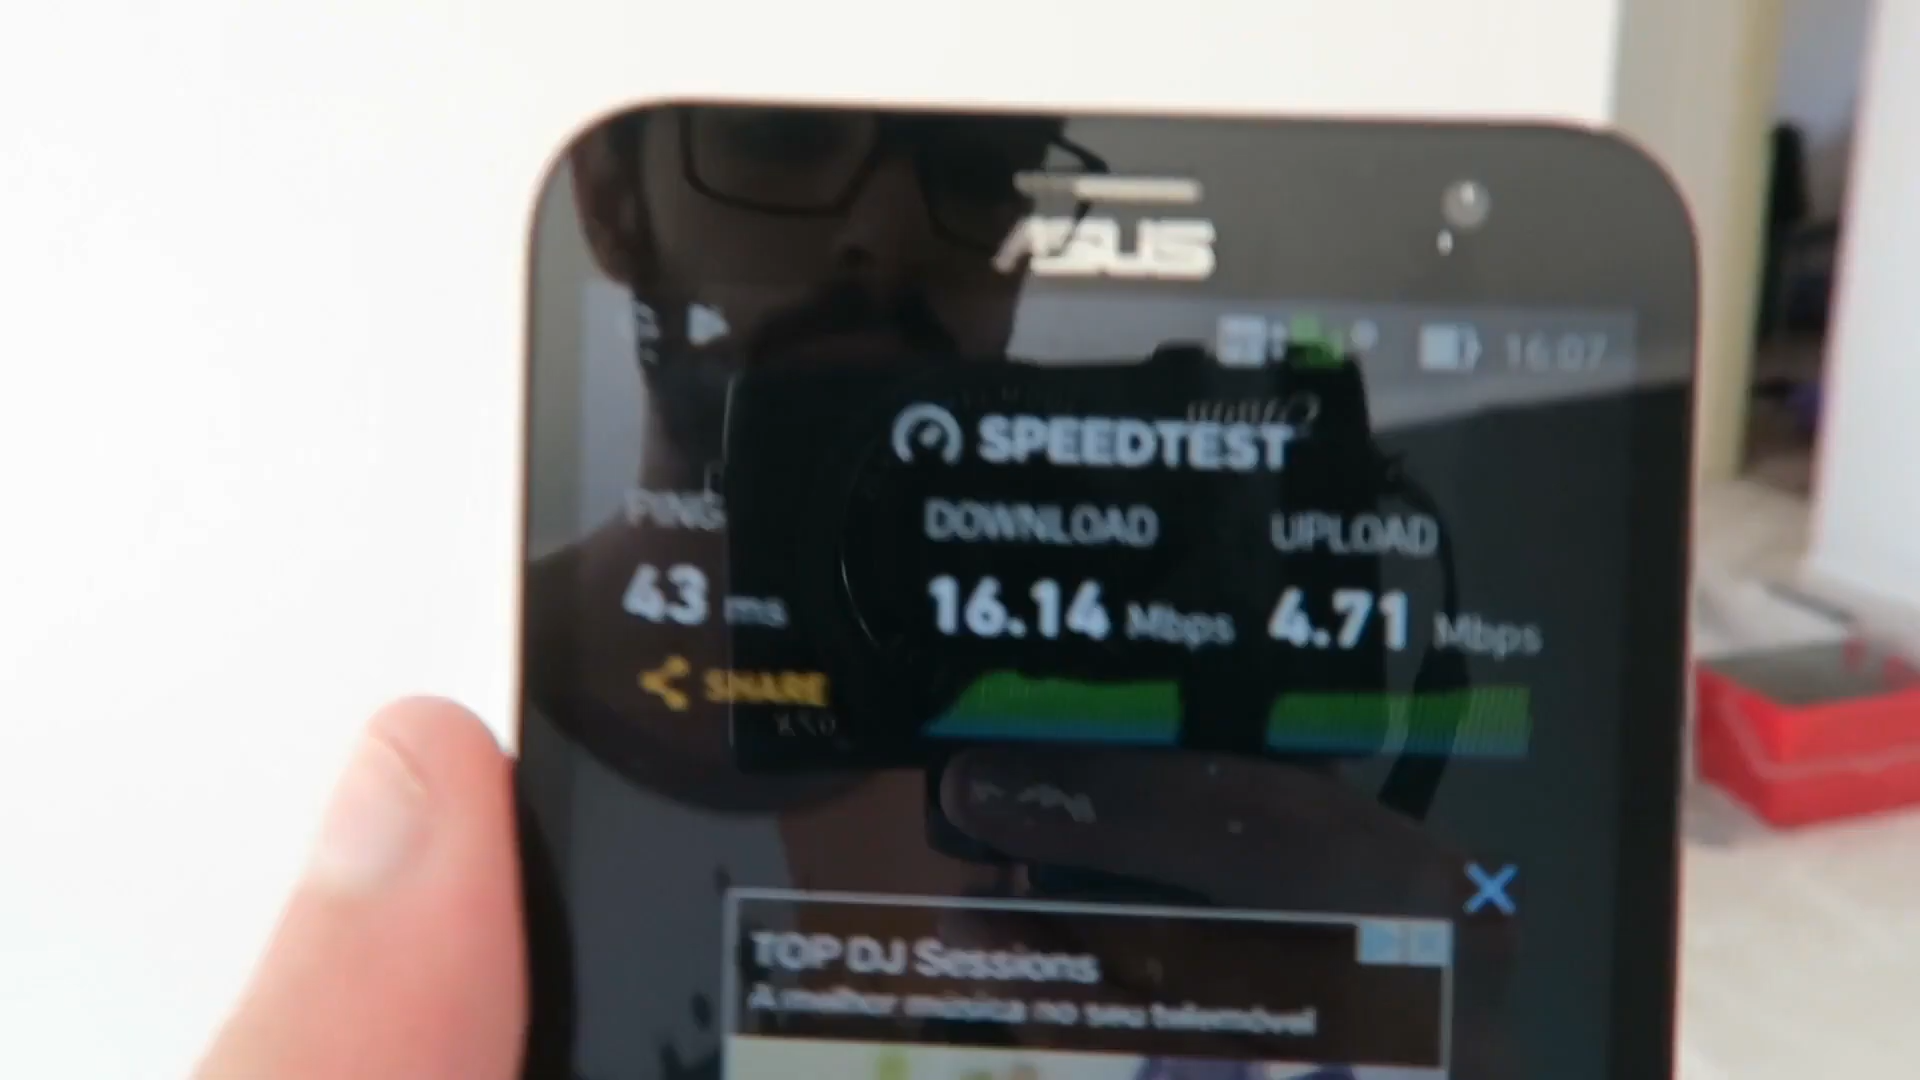 ASUS
16:07
SPEEDTEST
PING DOWNLOAD UPLOAD
43 ms 16.14 Mbps 4.71 Mbps
SHARE
TOP DJ Sessions
A melhor música no seu telemóvel